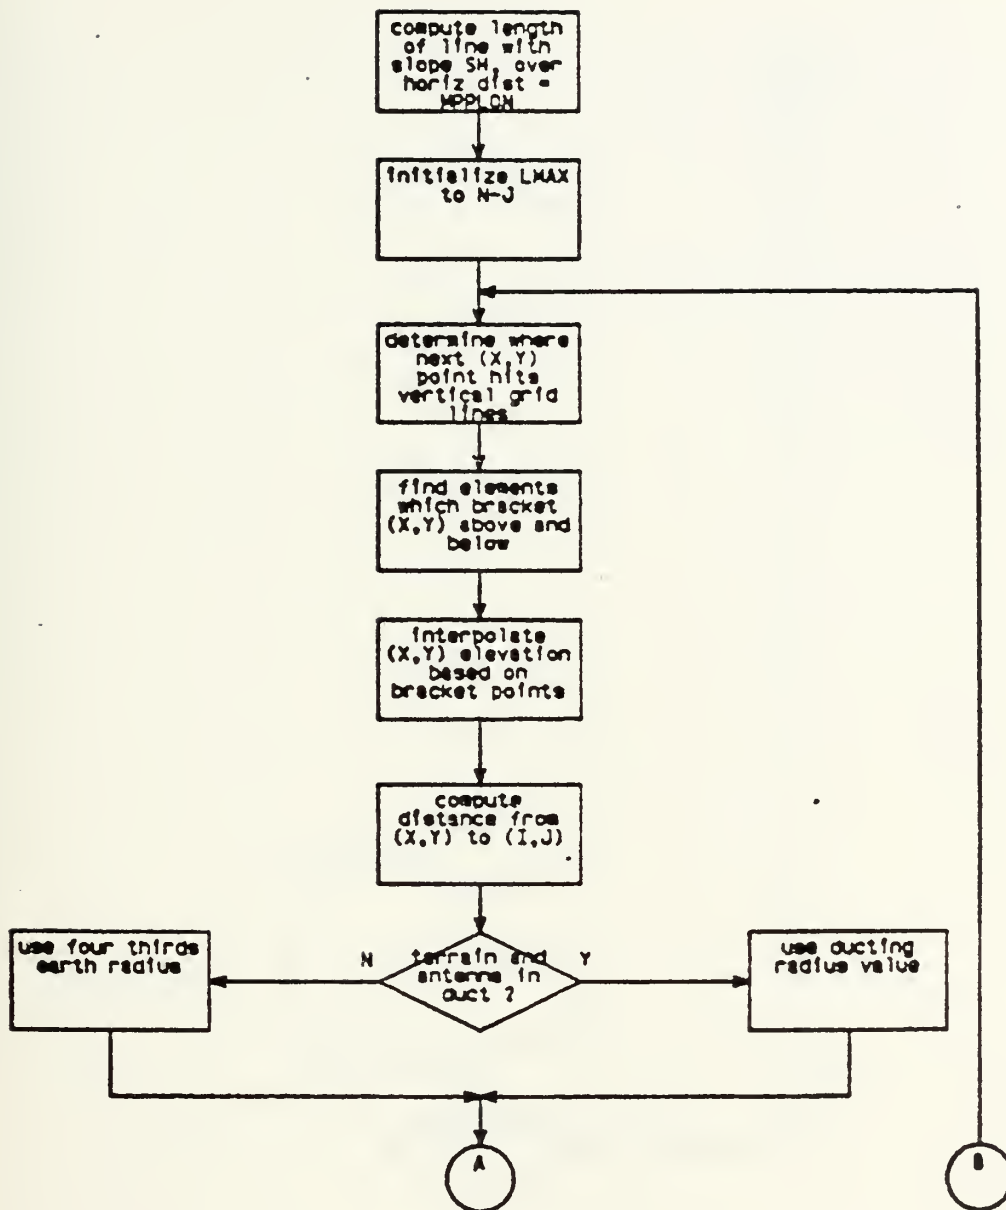 compute length
of line with
slope SH, over
horiz dist =
MPPLON
initialize LMAX
to N-J
determine where
next (X,Y)
point hits
vertical grid
lines
find elements
which bracket
(X,Y) above and
below
interpolate
(X,Y) elevation
based on
bracket points
compute
distance from
(X,Y) to (I,J)
terrain and
antenna in
duct ?
N
Y
use four thirds
earth radius
use ducting
radius value
A
B